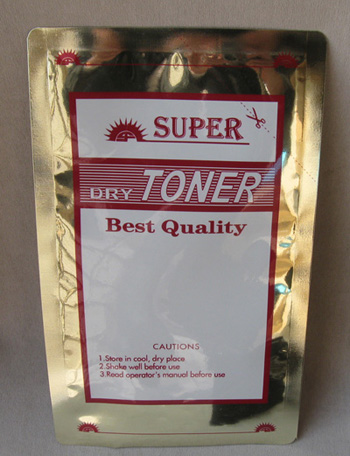 SUPER
DRY TONER
Best Quality
CAUTIONS
1.Store in cool, dry place
2.Shake well before use
3.Read operator's manual before use